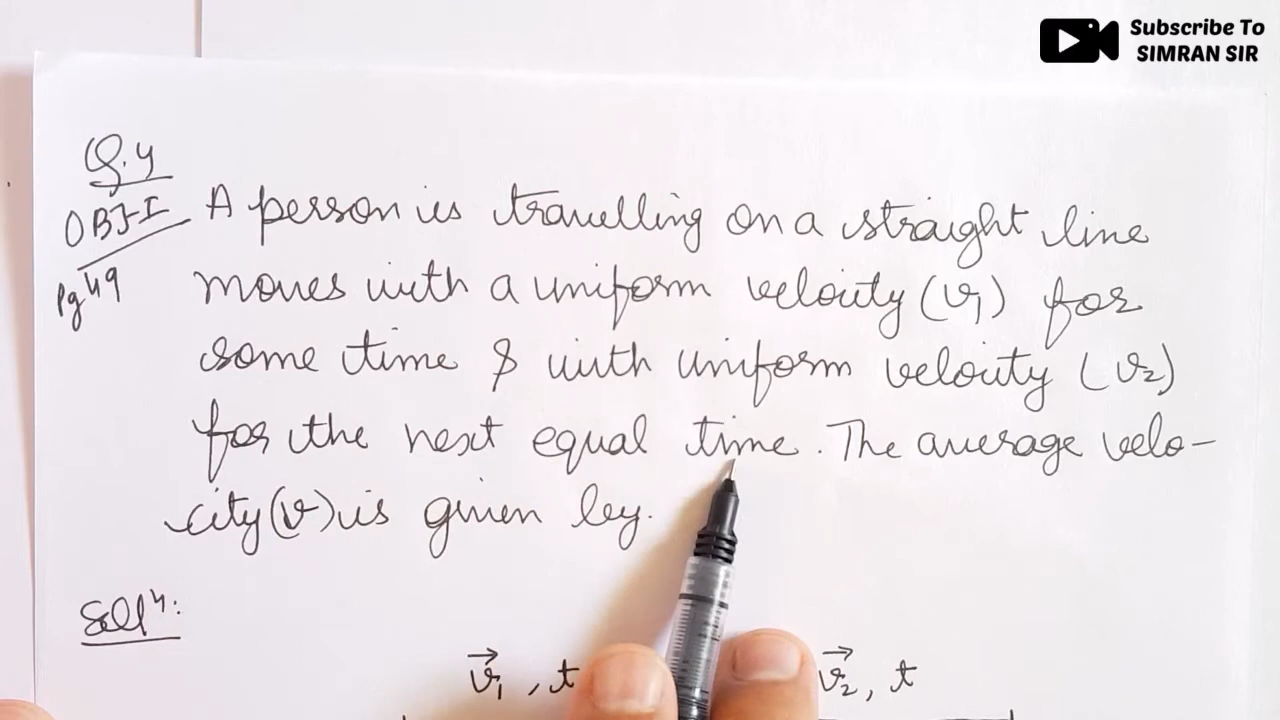 Subscribe To
SIMRAN SIR
Q.4
OBJ-I
Pg 49
A person is travelling on a straight line
moves with a uniform velocity (v₁) for
some time & with uniform velocity (v₂)
for the next equal time. The average velo-
city (v) is given by.
Solⁿ:
v⃗₁, t
v⃗₂, t